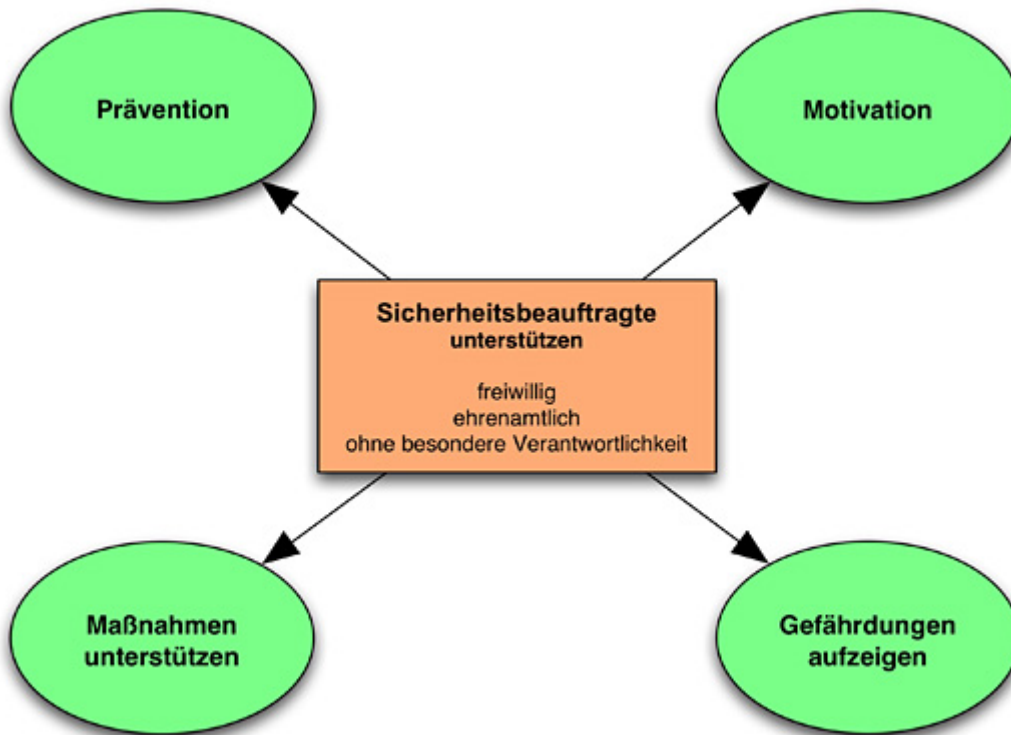 Prävention
Motivation
Sicherheitsbeauftragte
unterstützen
freiwillig
ehrenamtlich
ohne besondere Verantwortlichkeit
Maßnahmen
unterstützen
Gefährdungen
aufzeigen